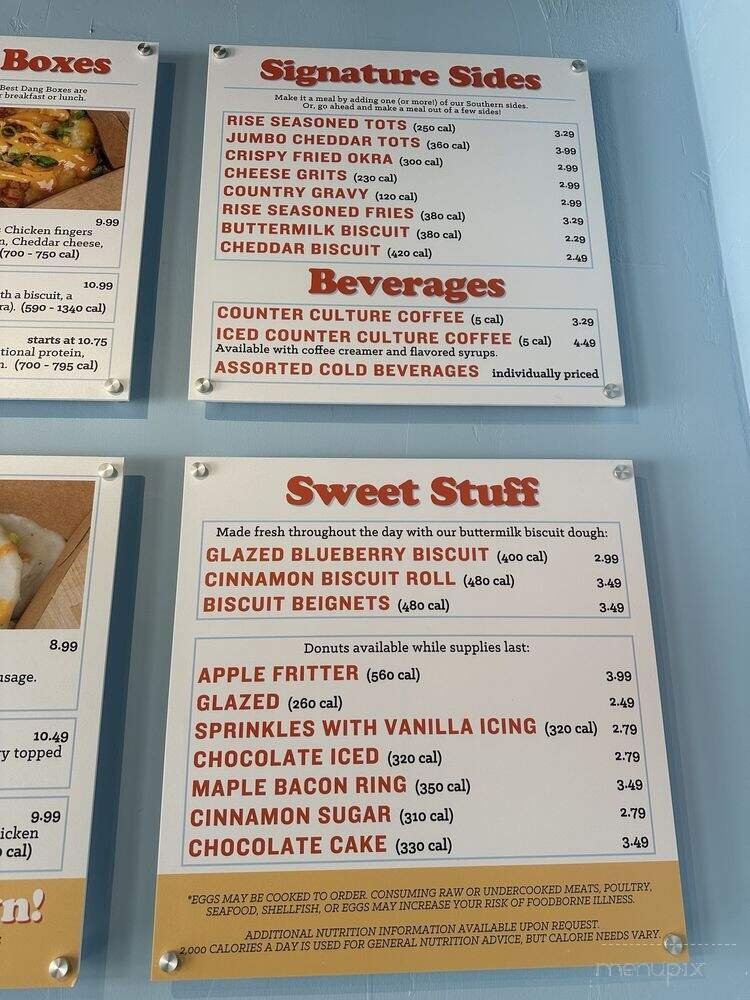 Boxes
Best Dang Boxes are
r breakfast or lunch.
9.99
Chicken fingers
n, Cheddar cheese,
(700 - 750 cal)
10.99
th a biscuit, a
ra). (590 - 1340 cal)
starts at 10.75
tional protein,
n. (700 - 795 cal)
Signature Sides
Make it a meal by adding one (or more!) of our Southern sides.
Or, go ahead and make a meal out of a few sides!
RISE SEASONED TOTS (250 cal) 3.29
JUMBO CHEDDAR TOTS (360 cal) 3.99
CRISPY FRIED OKRA (300 cal) 2.99
CHEESE GRITS (230 cal) 2.99
COUNTRY GRAVY (120 cal) 2.99
RISE SEASONED FRIES (380 cal) 3.29
BUTTERMILK BISCUIT (380 cal) 2.29
CHEDDAR BISCUIT (420 cal) 2.49
Beverages
COUNTER CULTURE COFFEE (5 cal) 3.29
ICED COUNTER CULTURE COFFEE (5 cal) 4.49
Available with coffee creamer and flavored syrups.
ASSORTED COLD BEVERAGES individually priced
8.99
usage.
10.49
ry topped
9.99
icken
cal)
n!
Sweet Stuff
Made fresh throughout the day with our buttermilk biscuit dough:
GLAZED BLUEBERRY BISCUIT (400 cal) 2.99
CINNAMON BISCUIT ROLL (480 cal) 3.49
BISCUIT BEIGNETS (480 cal) 3.49
Donuts available while supplies last:
APPLE FRITTER (560 cal) 3.99
GLAZED (260 cal) 2.49
SPRINKLES WITH VANILLA ICING (320 cal) 2.79
CHOCOLATE ICED (320 cal) 2.79
MAPLE BACON RING (350 cal) 3.49
CINNAMON SUGAR (310 cal) 2.79
CHOCOLATE CAKE (330 cal) 3.49
*EGGS MAY BE COOKED TO ORDER. CONSUMING RAW OR UNDERCOOKED MEATS, POULTRY,
SEAFOOD, SHELLFISH, OR EGGS MAY INCREASE YOUR RISK OF FOODBORNE ILLNESS.
ADDITIONAL NUTRITION INFORMATION AVAILABLE UPON REQUEST.
2,000 CALORIES A DAY IS USED FOR GENERAL NUTRITION ADVICE, BUT CALORIE NEEDS VARY.
menupix